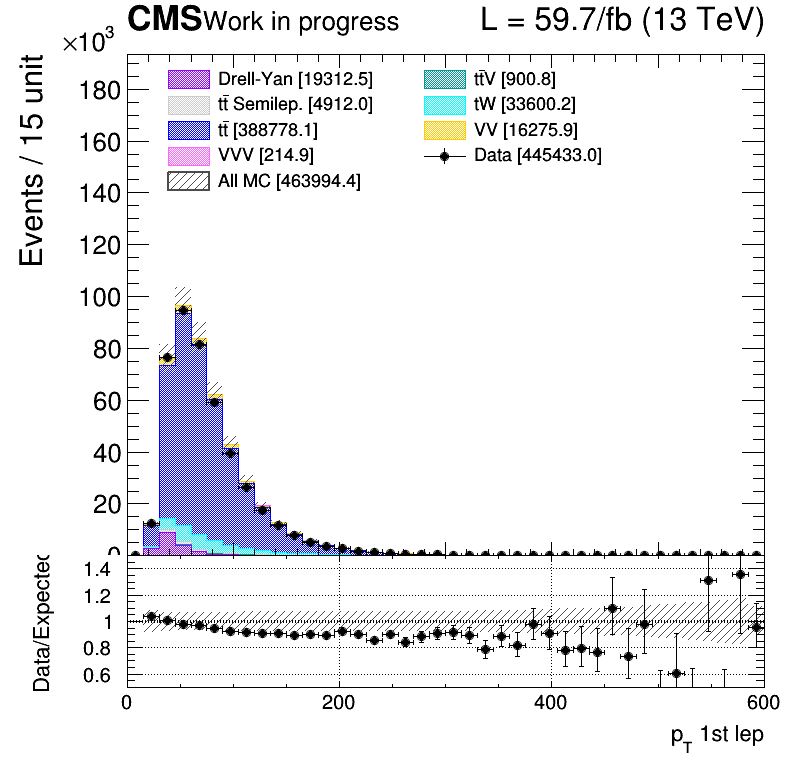 CMS Work in progress L = 59.7/fb (13 TeV)
×10³
Events / 15 unit
180
160
140
120
100
80
60
40
20
0
Drell-Yan [19312.5]
tt̄ Semilep. [4912.0]
tt̄ [388778.1]
VVV [214.9]
All MC [463994.4]
tt̄V [900.8]
tW [33600.2]
VV [16275.9]
Data [445433.0]
Data/Expected
1.4
1.2
1
0.8
0.6
0 200 400 600
p_T 1st lep